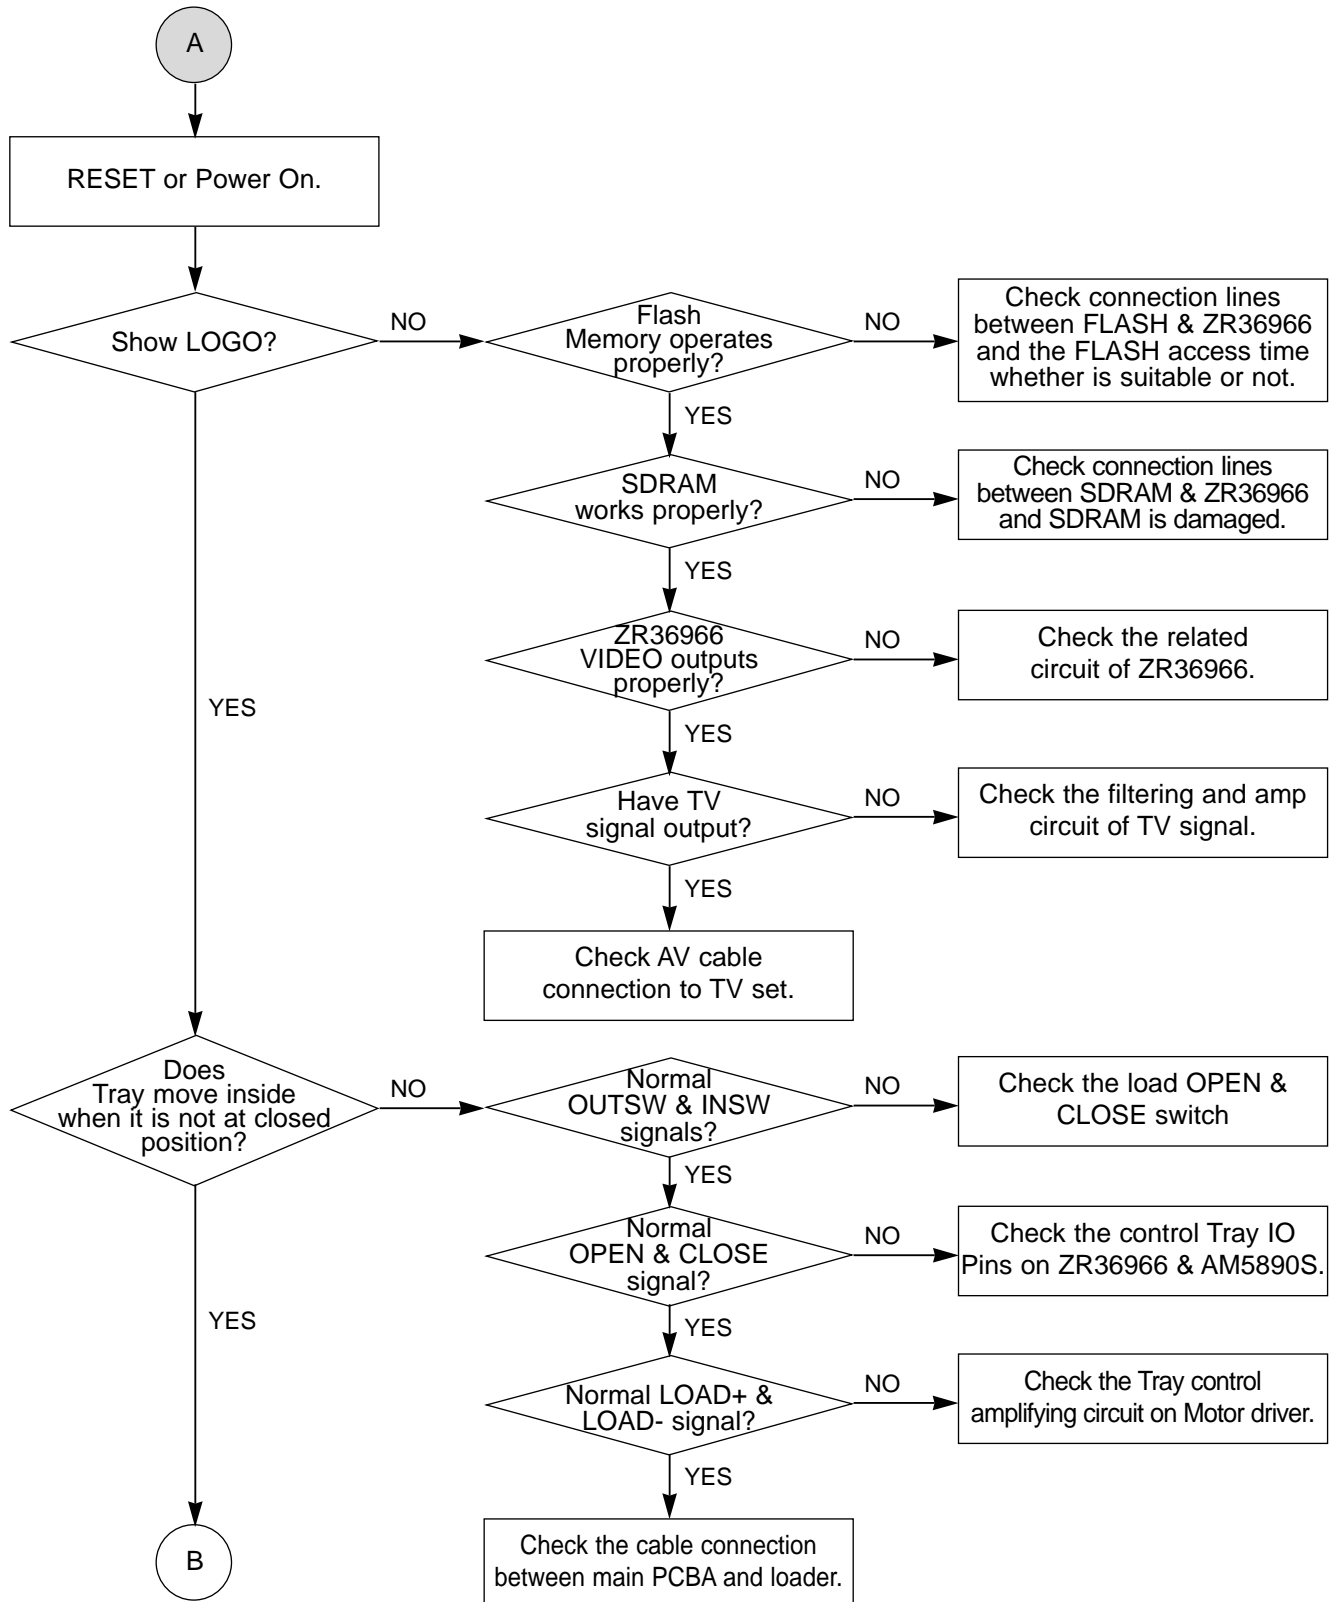 A
RESET or Power On.
Show LOGO?
NO
Flash
Memory operates
properly?
NO
Check connection lines
between FLASH & ZR36966
and the FLASH access time
whether is suitable or not.
YES
SDRAM
works properly?
NO
Check connection lines
between SDRAM & ZR36966
and SDRAM is damaged.
YES
ZR36966
VIDEO outputs
properly?
NO
Check the related
circuit of ZR36966.
YES
YES
Have TV
signal output?
NO
Check the filtering and amp
circuit of TV signal.
YES
Check AV cable
connection to TV set.
Does
Tray move inside
when it is not at closed
position?
NO
Normal
OUTSW & INSW
signals?
NO
Check the load OPEN &
CLOSE switch
YES
Normal
OPEN & CLOSE
signal?
NO
Check the control Tray IO
Pins on ZR36966 & AM5890S.
YES
YES
Normal LOAD+ &
LOAD- signal?
NO
Check the Tray control
amplifying circuit on Motor driver.
YES
B
Check the cable connection
between main PCBA and loader.